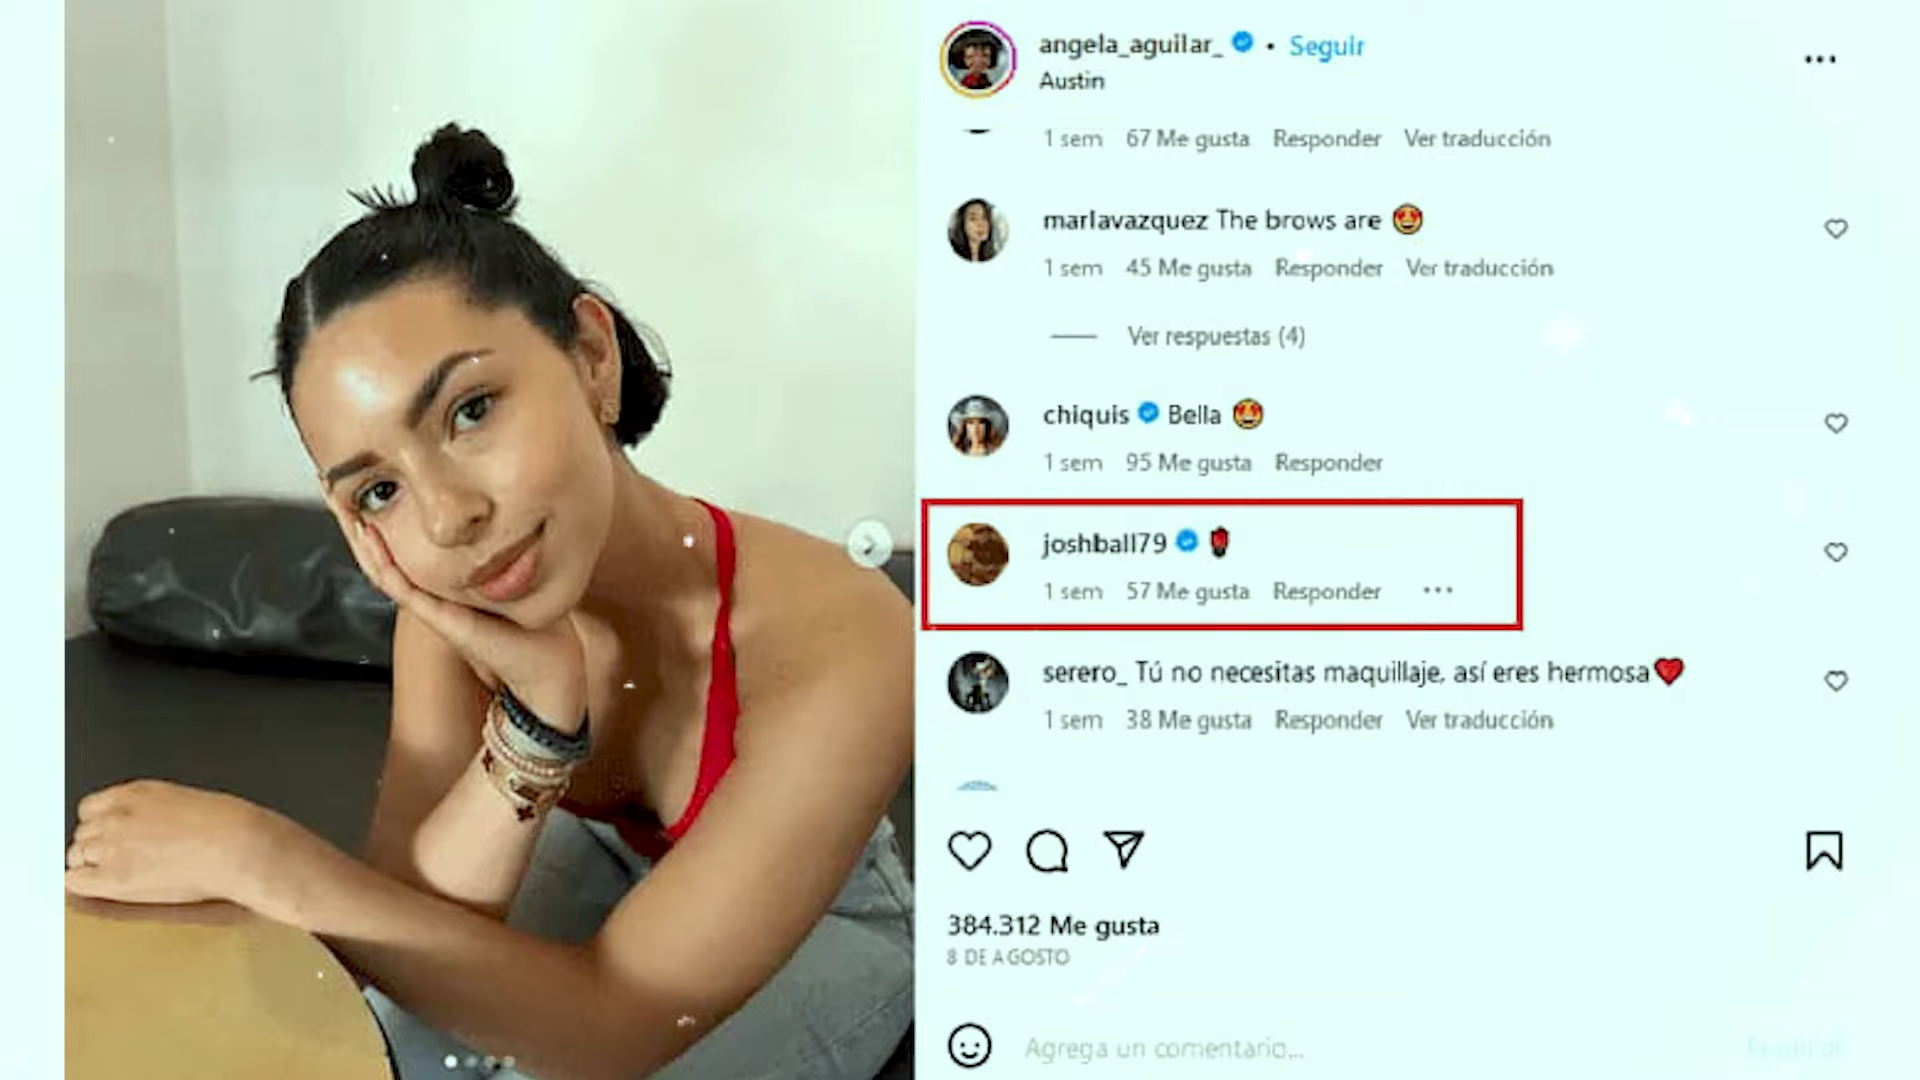 angela_aguilar_ • Seguir
Austin
1 sem 67 Me gusta Responder Ver traducción
marlavazquez The brows are
1 sem 45 Me gusta Responder Ver traducción
Ver respuestas (4)
chiquis Bella
1 sem 95 Me gusta Responder
joshball79
1 sem 57 Me gusta Responder
serero_ Tú no necesitas maquillaje, así eres hermosa
1 sem 38 Me gusta Responder Ver traducción
384.312 Me gusta
8 DE AGOSTO
Agrega un comentario...